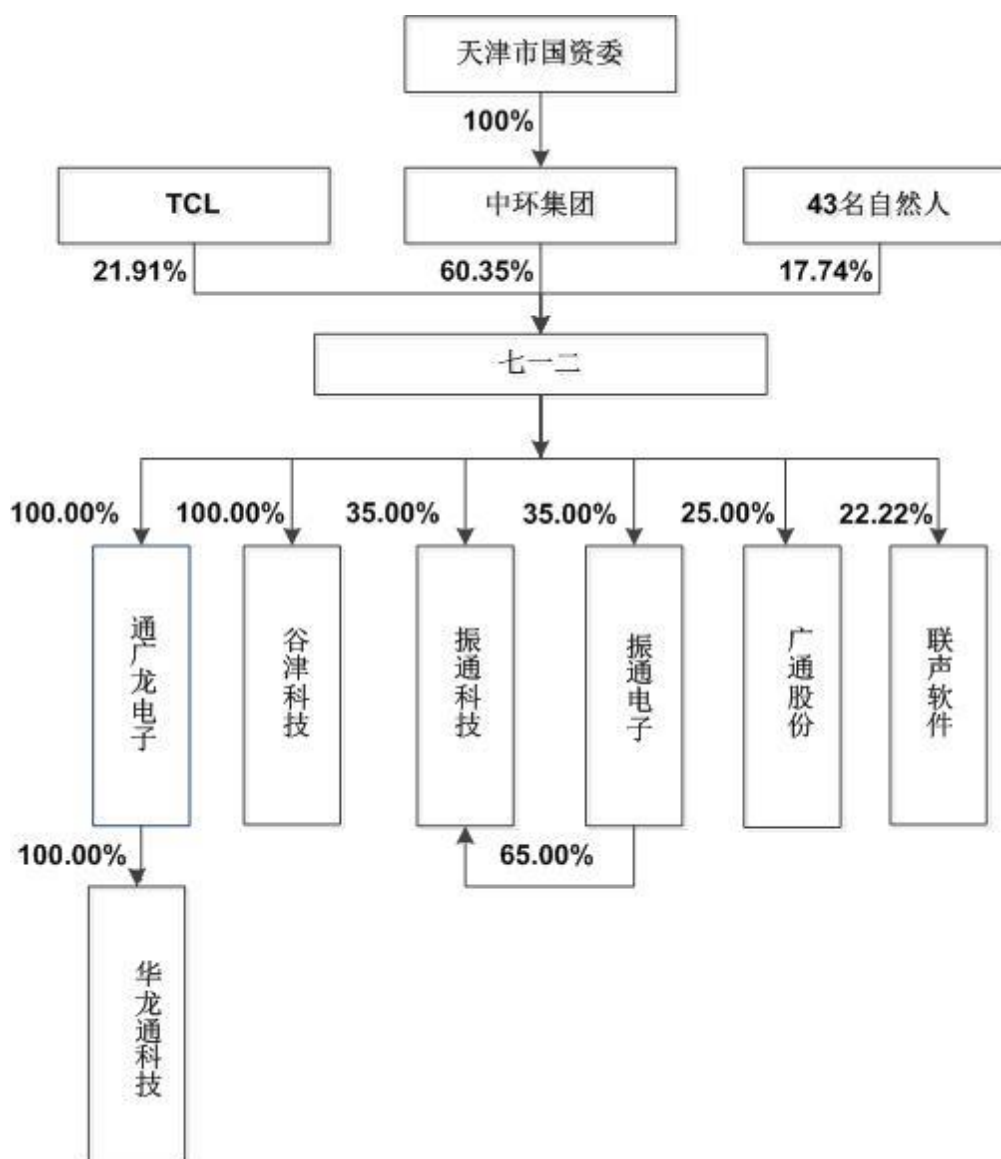 天津市国资委
100%
TCL
中环集团
43名自然人
21.91%
60.35%
17.74%
七一二
100.00%
100.00%
35.00%
35.00%
25.00%
22.22%
通广龙电子
谷津科技
振通科技
振通电子
广通股份
联声软件
100.00%
65.00%
华龙通科技